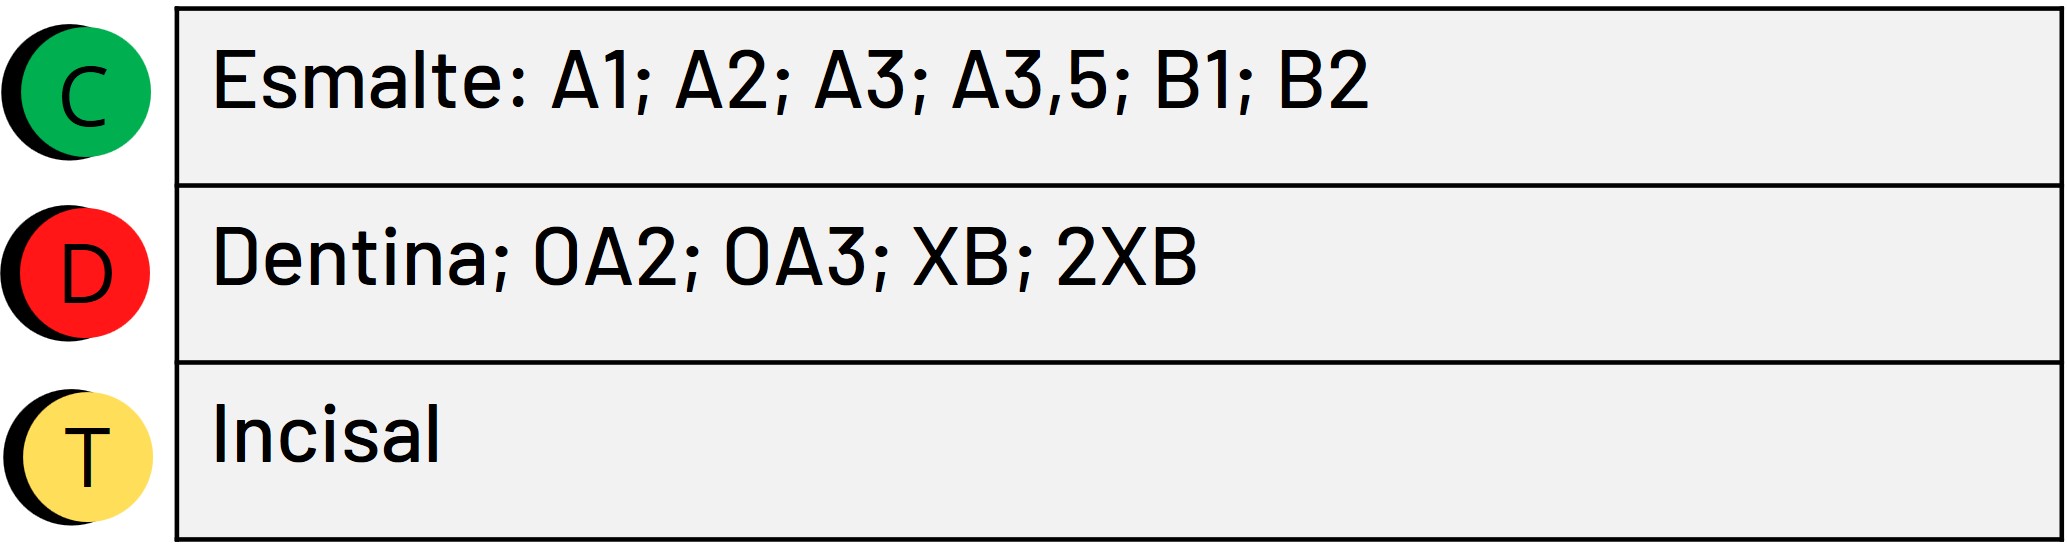 C Esmalte: A1; A2; A3; A3,5; B1; B2
D Dentina; OA2; OA3; XB; 2XB
T Incisal